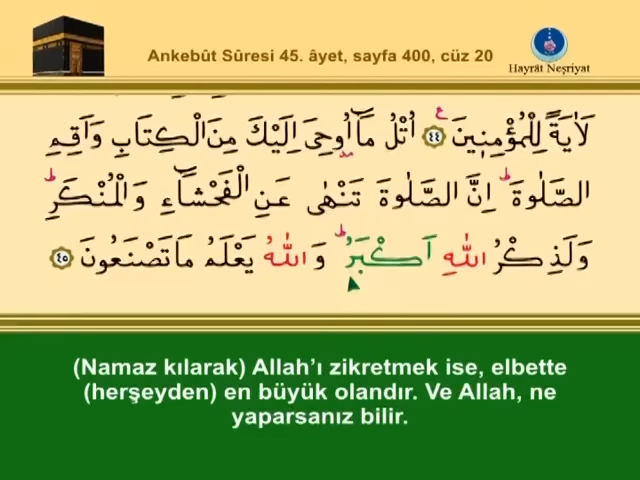 Ankebût Sûresi 45. âyet, sayfa 400, cüz 20
Hayrât Neşriyat
لَاٰيَةً لِلْمُؤْمِن۪ينَ ﴿٤٤﴾ اُتْلُ مَٓا اُو۫حِيَ اِلَيْكَ مِنَ الْكِتَابِ وَاَقِمِ
الصَّلٰوةَۜ اِنَّ الصَّلٰوةَ تَنْهٰى عَنِ الْفَحْشَٓاءِ وَالْمُنْكَرِۜ
وَلَذِكْرُ اللّٰهِ اَكْبَرُۜ وَاللّٰهُ يَعْلَمُ مَا تَصْنَعُونَ ﴿٤٥﴾
(Namaz kılarak) Allah’ı zikretmek ise, elbette
(herşeyden) en büyük olandır. Ve Allah, ne
yaparsanız bilir.